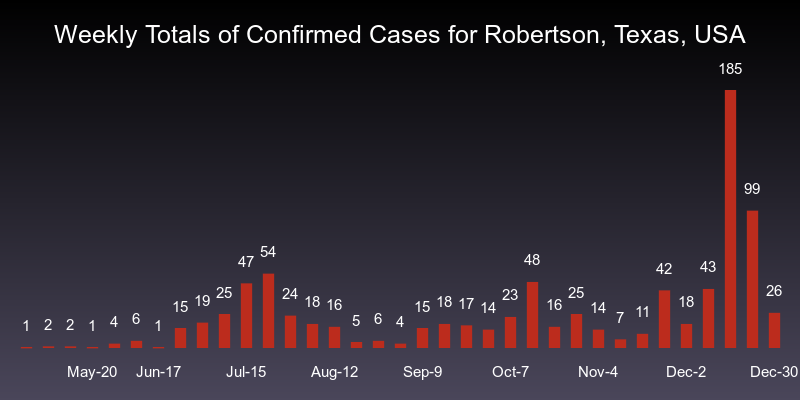 Weekly Totals of Confirmed Cases for Robertson, Texas, USA
1 2 2 1 4 6 1 15 19 25 47 54 24 18 16 5 6 4 15 18 17 14 23 48 16 25 14 7 11 42 18 43 185 99 26
May-20 Jun-17 Jul-15 Aug-12 Sep-9 Oct-7 Nov-4 Dec-2 Dec-30